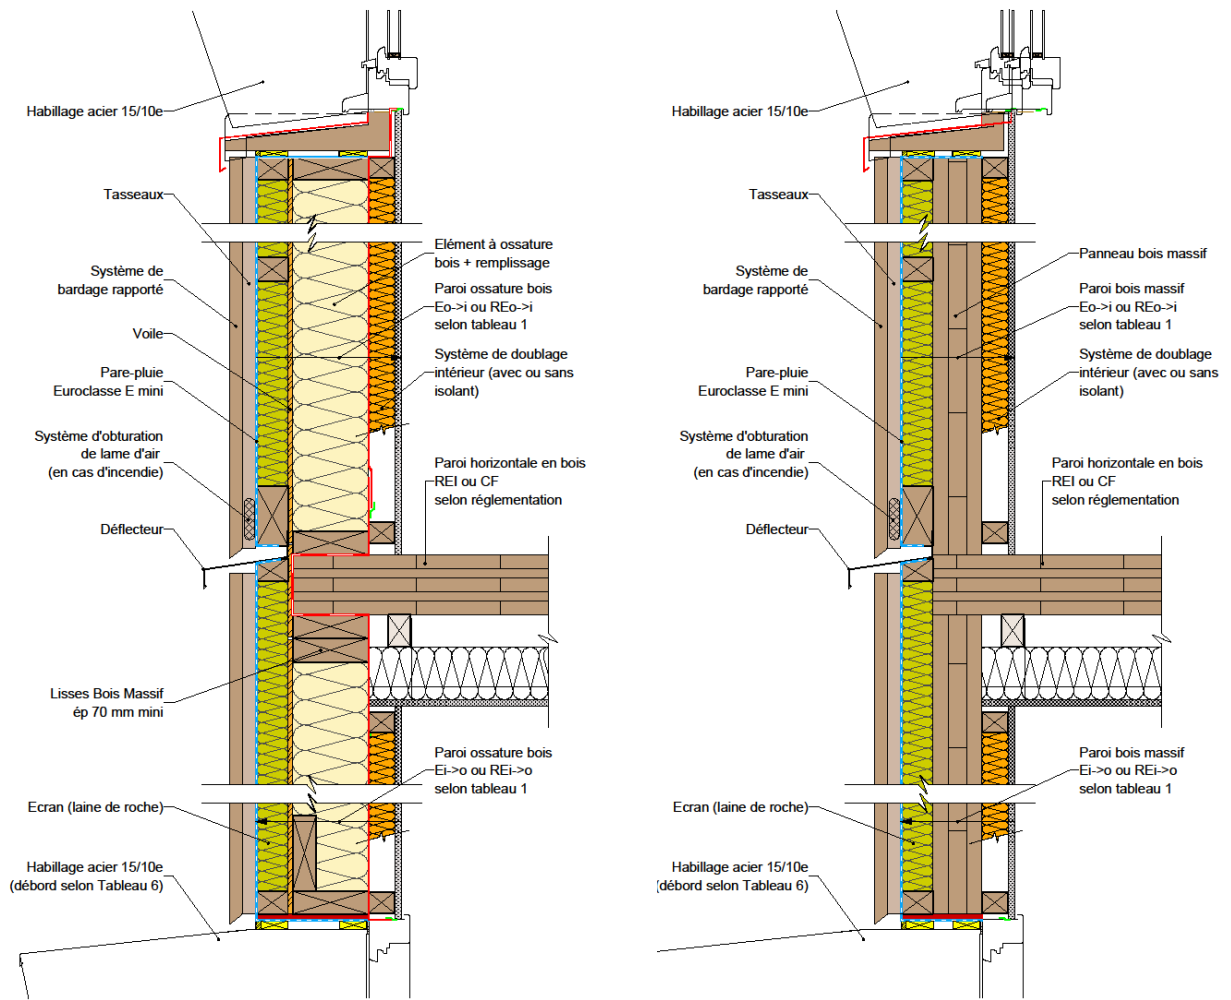 Habillage acier 15/10e
Tasseaux
Système de
bardage rapporté
Voile
Pare-pluie
Euroclasse E mini
Système d'obturation
de lame d'air
(en cas d'incendie)
Déflecteur
Lisses Bois Massif
ép 70 mm mini
Ecran (laine de roche)
Habillage acier 15/10e
(débord selon Tableau 6)
Elément à ossature
bois + remplissage
Paroi ossature bois
Eo->i ou REo->i
selon tableau 1
Système de doublage
intérieur (avec ou sans
isolant)
Paroi horizontale en bois
REI ou CF
selon réglementation
Paroi ossature bois
Ei->o ou REi->o
selon tableau 1
Habillage acier 15/10e
Tasseaux
Système de
bardage rapporté
Pare-pluie
Euroclasse E mini
Système d'obturation
de lame d'air
(en cas d'incendie)
Déflecteur
Ecran (laine de roche)
Habillage acier 15/10e
(débord selon Tableau 6)
Panneau bois massif
Paroi bois massif
Eo->i ou REo->i
selon tableau 1
Système de doublage
intérieur (avec ou sans
isolant)
Paroi horizontale en bois
REI ou CF
selon réglementation
Paroi bois massif
Ei->o ou REi->o
selon tableau 1